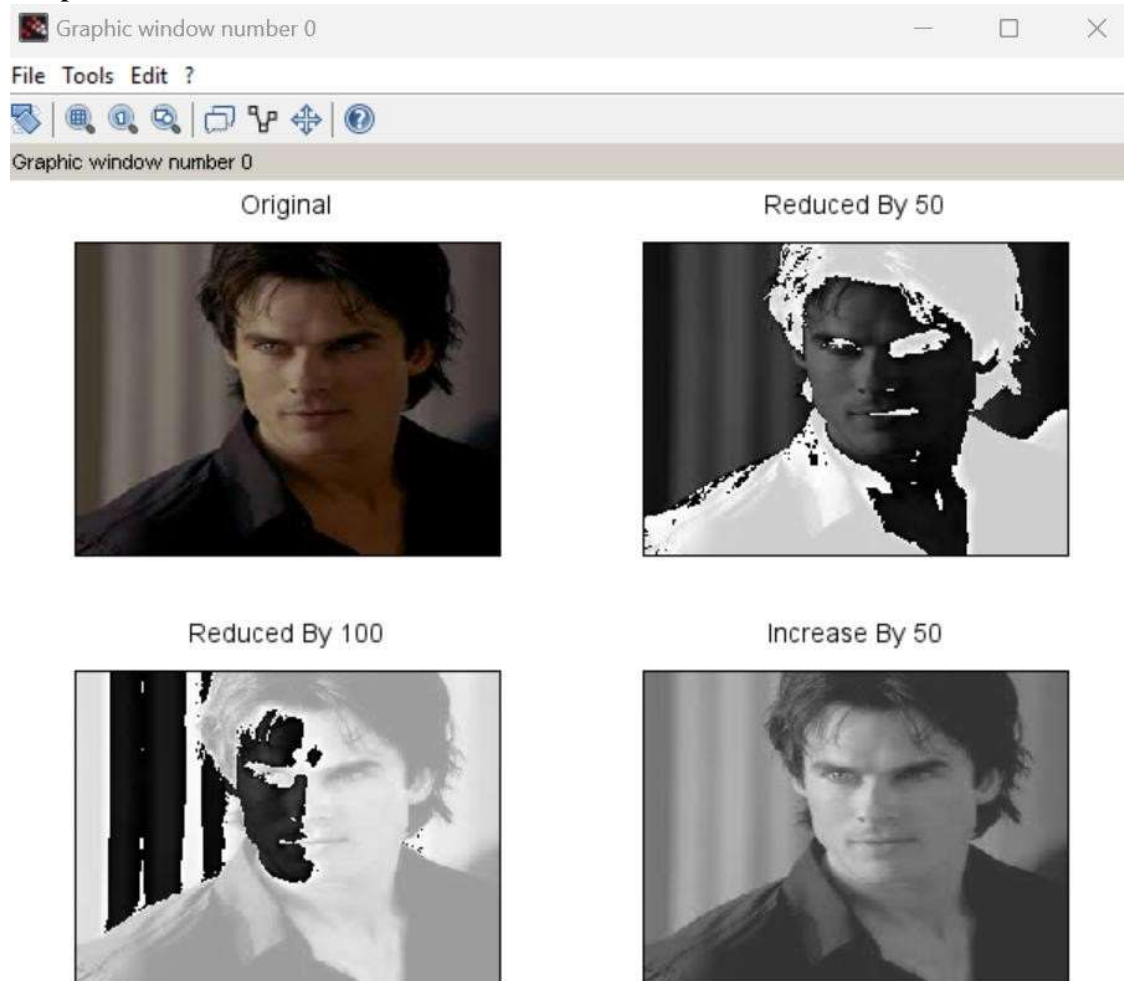 Graphic window number 0
File Tools Edit ?
Graphic window number 0
Original
Reduced By 50
Reduced By 100
Increase By 50